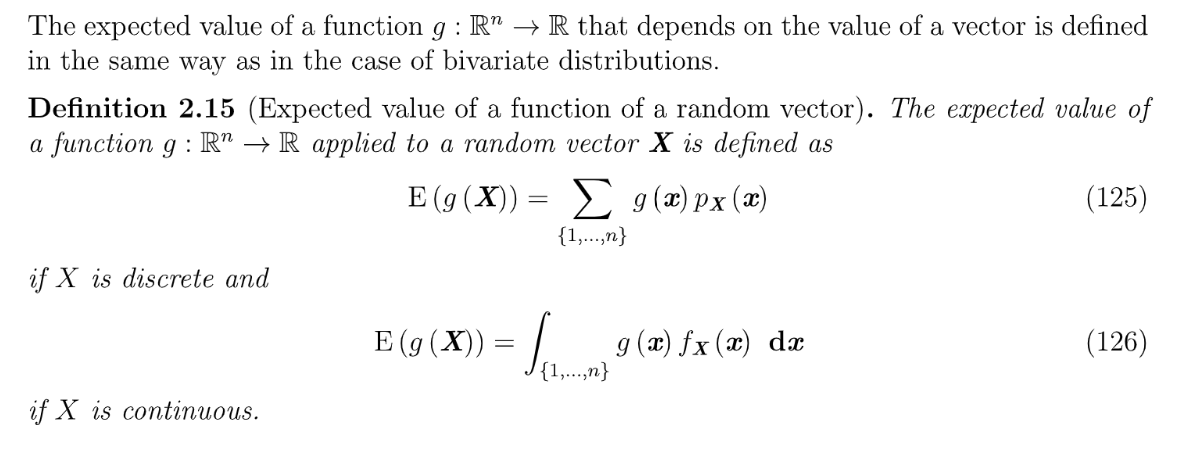 The expected value of a function g : ℝⁿ → ℝ that depends on the value of a vector is defined
in the same way as in the case of bivariate distributions.
Definition 2.15 (Expected value of a function of a random vector). The expected value of
a function g : ℝⁿ → ℝ applied to a random vector X is defined as
E (g (X)) = ∑_{{1,...,n}} g (x) p_X (x) (125)
if X is discrete and
E (g (X)) = ∫_{{1,...,n}} g (x) f_X (x) dx (126)
if X is continuous.